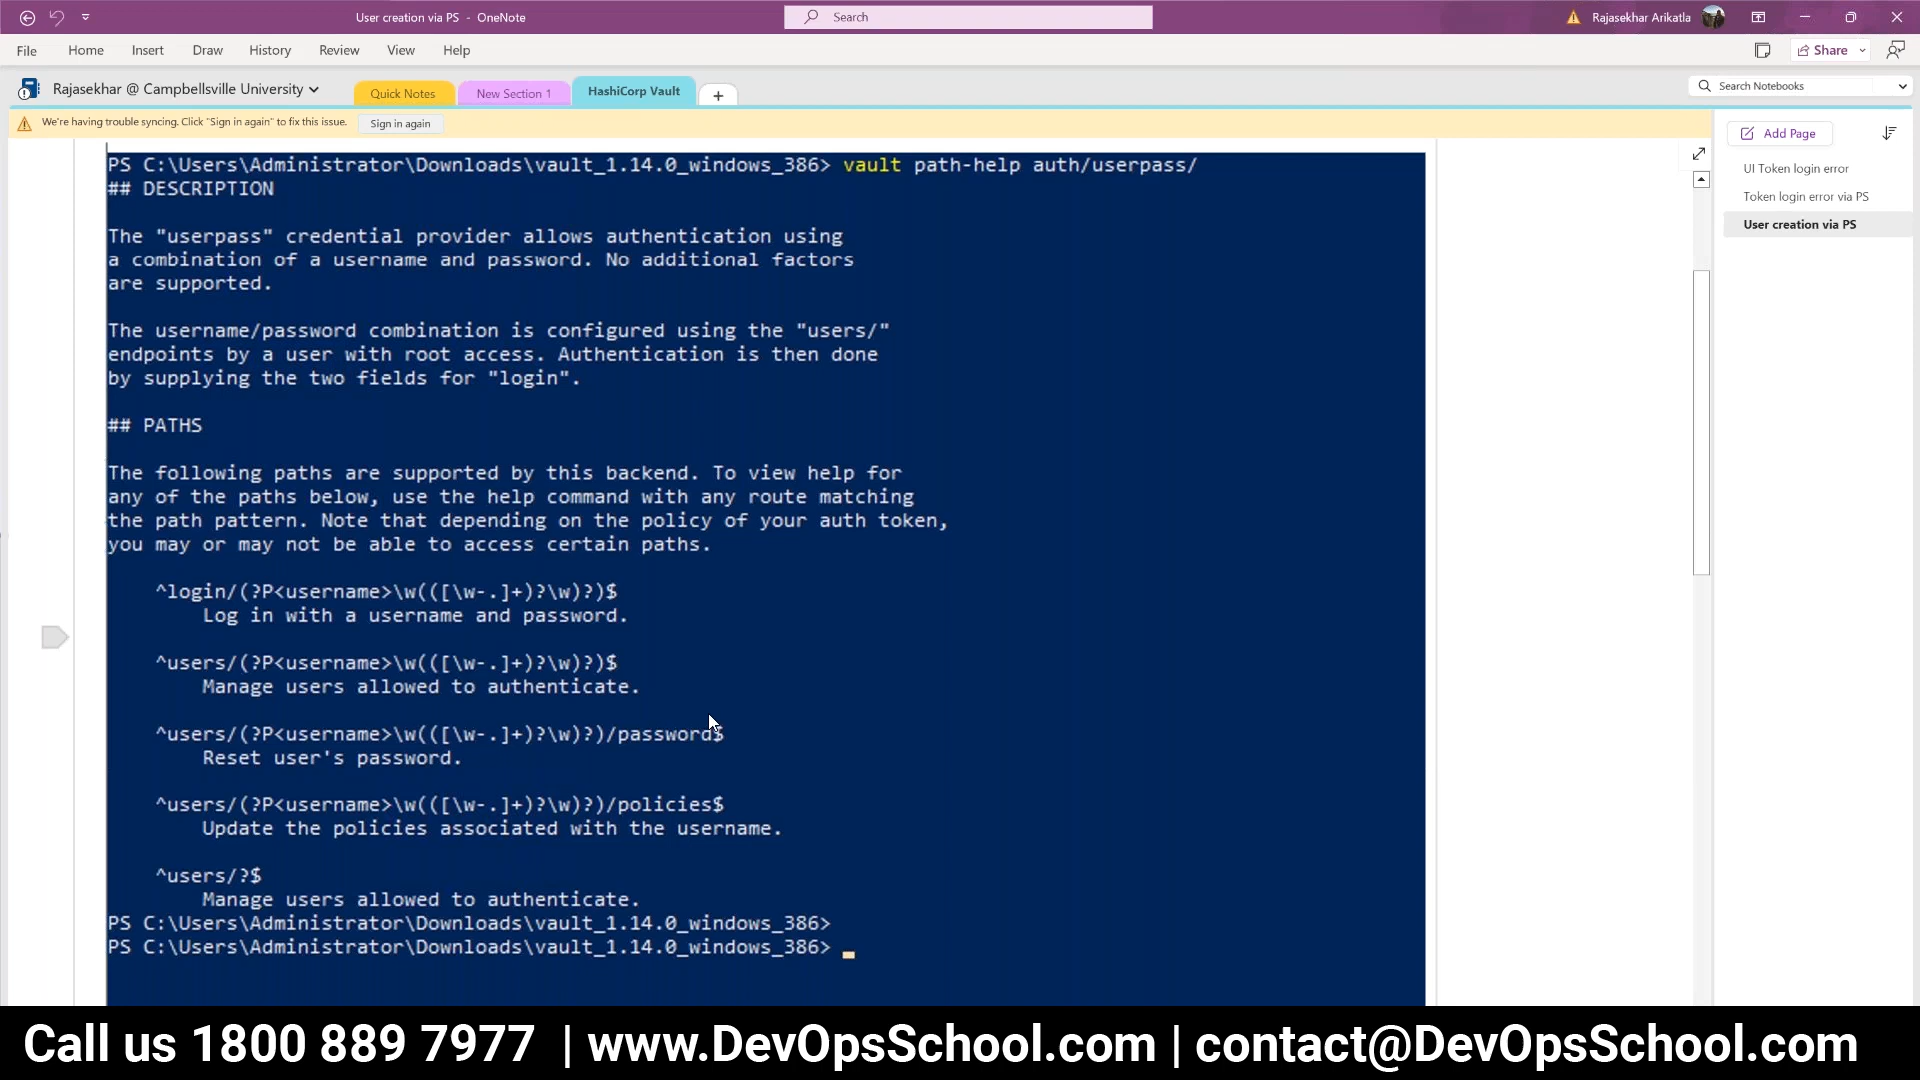 User creation via PS - OneNote
Search
Rajasekhar Arikatla
File Home Insert Draw History Review View Help
Share
Rajasekhar @ Campbellsville University
Quick Notes
New Section 1
HashiCorp Vault
Search Notebooks
We're having trouble syncing. Click "Sign in again" to fix this issue.
Sign in again
Add Page
UI Token login error
Token login error via PS
User creation via PS
PS C:\Users\Administrator\Downloads\vault_1.14.0_windows_386> vault path-help auth/userpass/
## DESCRIPTION
The "userpass" credential provider allows authentication using
a combination of a username and password. No additional factors
are supported.
The username/password combination is configured using the "users/"
endpoints by a user with root access. Authentication is then done
by supplying the two fields for "login".
## PATHS
The following paths are supported by this backend. To view help for
any of the paths below, use the help command with any route matching
the path pattern. Note that depending on the policy of your auth token,
you may or may not be able to access certain paths.
^login/(?P<username>\w(([\w-.]+)?\w)?)$
Log in with a username and password.
^users/(?P<username>\w(([\w-.]+)?\w)?)$
Manage users allowed to authenticate.
^users/(?P<username>\w(([\w-.]+)?\w)?)/password$
Reset user's password.
^users/(?P<username>\w(([\w-.]+)?\w)?)/policies$
Update the policies associated with the username.
^users/?$
Manage users allowed to authenticate.
PS C:\Users\Administrator\Downloads\vault_1.14.0_windows_386>
PS C:\Users\Administrator\Downloads\vault_1.14.0_windows_386>
Call us 1800 889 7977 | www.DevOpsSchool.com | contact@DevOpsSchool.com